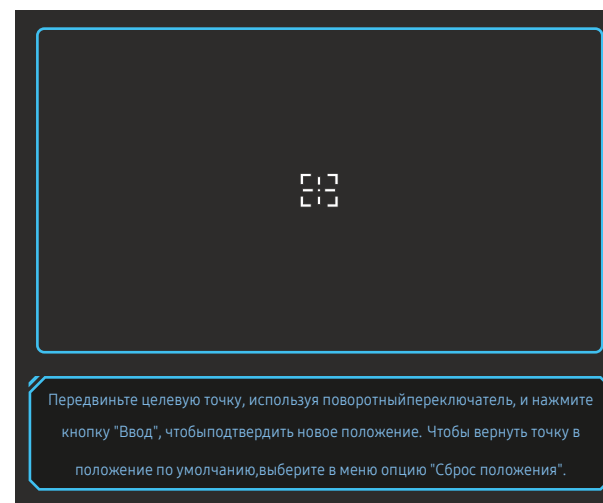 Передвиньте целевую точку, используя поворотныйпереключатель, и нажмите
кнопку "Ввод", чтобыподтвердить новое положение. Чтобы вернуть точку в
положение по умолчанию,выберите в меню опцию "Сброс положения".